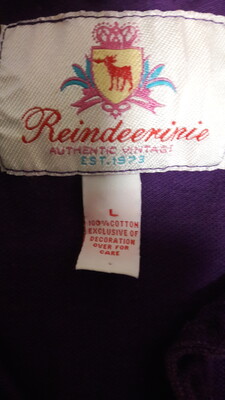 Reindeerinie
AUTHENTIC VINTAGE
EST. 1973
L
100% COTTON
EXCLUSIVE OF
DECORATION
OVER FOR
CARE